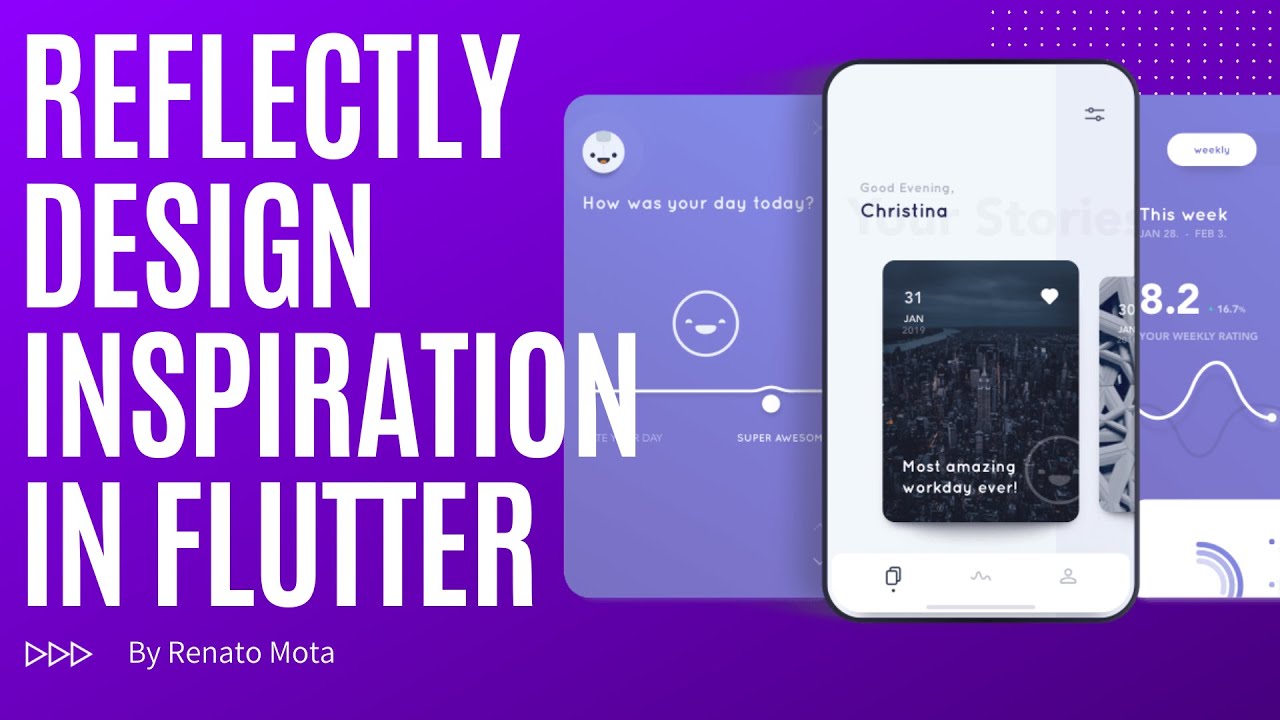 REFLECTLY
DESIGN
INSPIRATION
IN FLUTTER
By Renato Mota
How was your day today?
SUPER AWESOM
Good Evening,
Christina
Your Stories
31
JAN
2019
Most amazing
workday ever!
30
JAN
weekly
This week
JAN 28. - FEB 3.
8.2
16.7%
YOUR WEEKLY RATING